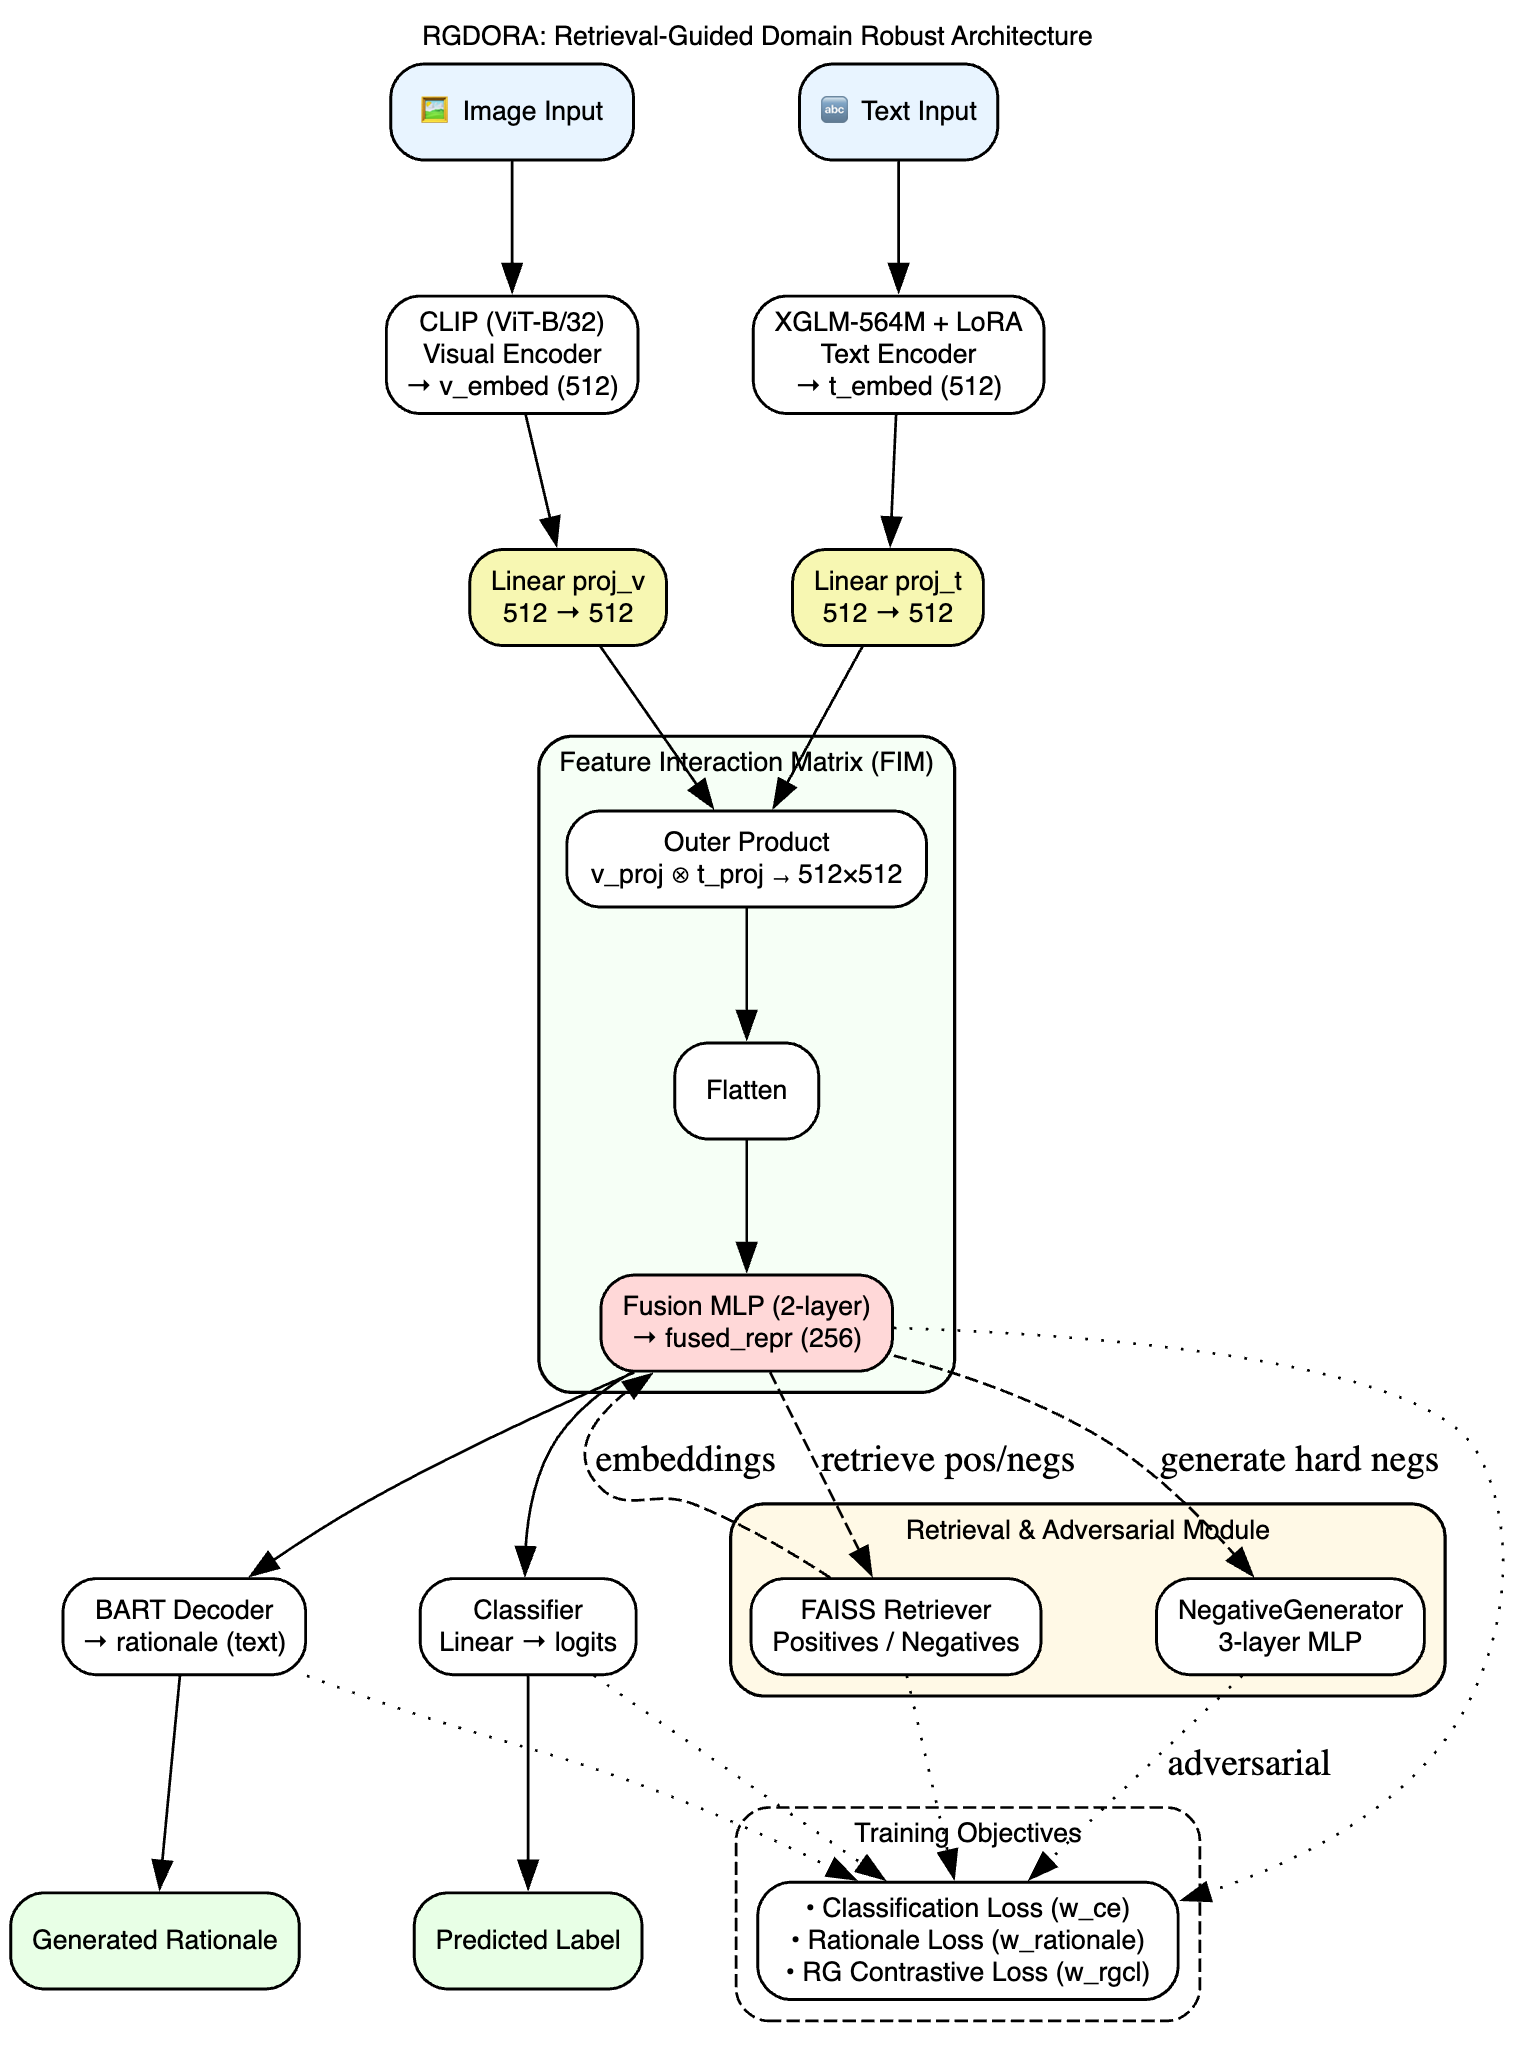 RGDORA: Retrieval-Guided Domain Robust Architecture
🖼️ Image Input
🔤 Text Input
CLIP (ViT-B/32)
Visual Encoder
→ v_embed (512)
XGLM-564M + LoRA
Text Encoder
→ t_embed (512)
Linear proj_v
512 → 512
Linear proj_t
512 → 512
Feature Interaction Matrix (FIM)
Outer Product
v_proj ⊗ t_proj → 512×512
Flatten
Fusion MLP (2-layer)
→ fused_repr (256)
embeddings
retrieve pos/negs
generate hard negs
Retrieval & Adversarial Module
BART Decoder
→ rationale (text)
Classifier
Linear → logits
FAISS Retriever
Positives / Negatives
NegativeGenerator
3-layer MLP
adversarial
Training Objectives
Generated Rationale
Predicted Label
• Classification Loss (w_ce)
• Rationale Loss (w_rationale)
• RG Contrastive Loss (w_rgcl)